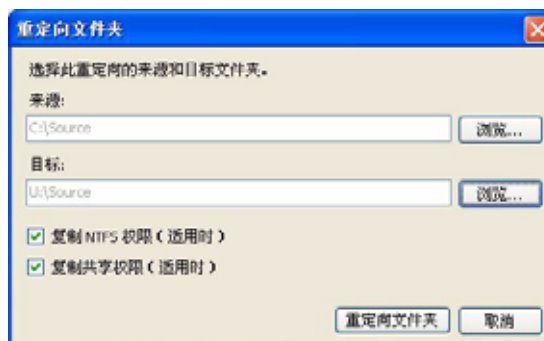 重定向文件夹
选择此重定向的来源和目标文件夹。
来源:
C:\Source
浏览...
目标:
U:\Source
浏览...
复制 NTFS 权限（适用时）
复制共享权限（适用时）
重定向文件夹 取消